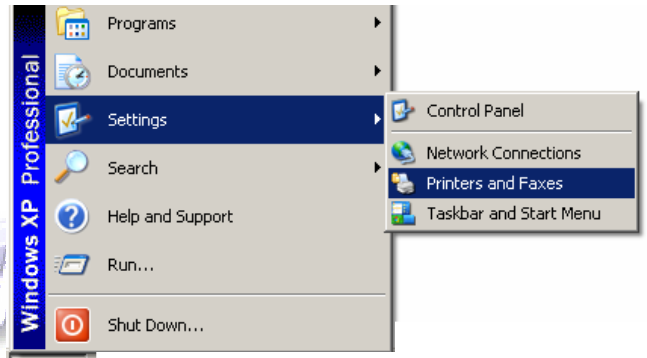 Windows XP Professional
Programs
Documents
Settings
Search
Help and Support
Run...
Shut Down...
Control Panel
Network Connections
Printers and Faxes
Taskbar and Start Menu